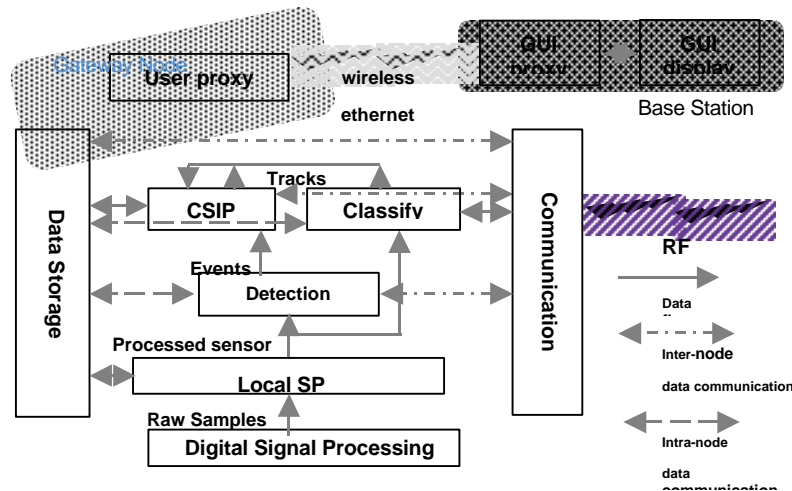 Gateway Node
User proxy
wireless
ethernet
GUI
proxy
GUI
display
Base Station
Data Storage
Tracks
CSIP
Classify
Communication
Events
Detection
Processed sensor
Local SP
Raw Samples
Digital Signal Processing
RF
Data
Inter-node
data communication
Intra-node
data
communication